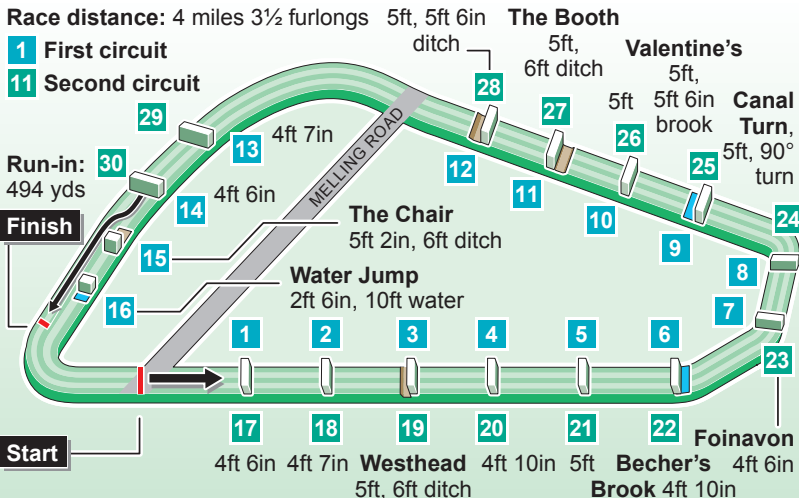 Race distance: 4 miles 3½ furlongs
1 First circuit
11 Second circuit
5ft, 5ft 6in
ditch
28
The Booth
5ft,
6ft ditch
27
5ft
26
Valentine's
5ft,
5ft 6in
brook
25
Canal
Turn,
5ft, 90°
turn
24
29
13
4ft 7in
30
14
4ft 6in
Run-in:
494 yds
Finish
MELLING ROAD
12
11
10
9
8
7
15
The Chair
5ft 2in, 6ft ditch
16
Water Jump
2ft 6in, 10ft water
1
2
3
4
5
6
23
Foinavon
4ft 6in
Start
17
4ft 6in
18
4ft 7in
19
Westhead
5ft, 6ft ditch
20
4ft 10in
21
5ft
22
Becher's
Brook 4ft 10in